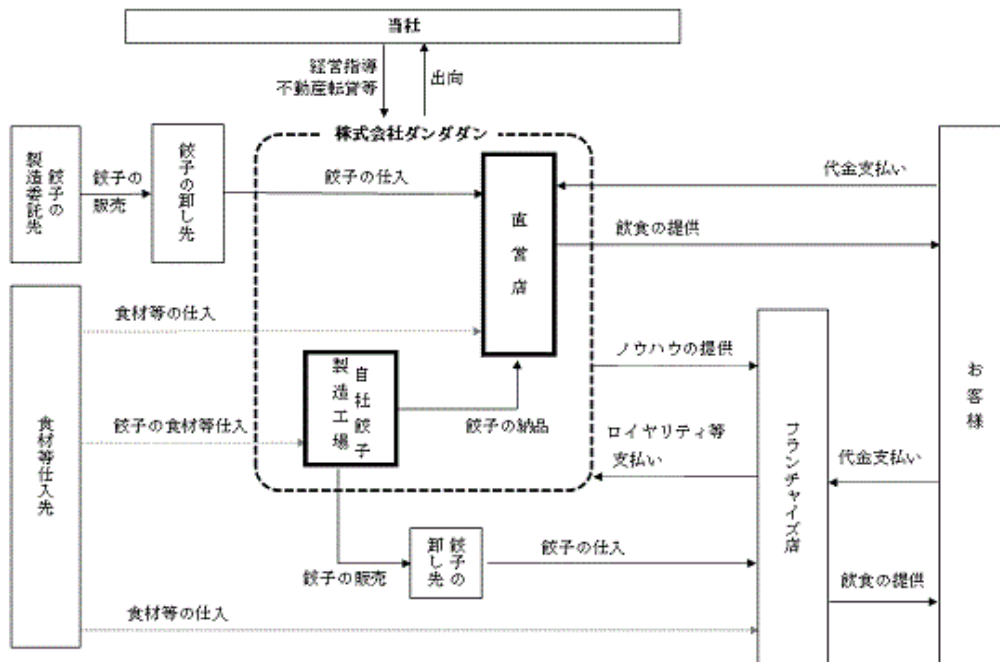 当社
経営指導
不動産転貸等
出向
株式会社ダンダダン
餃子の
製造委託先
餃子の
販売
餃子の卸し先
餃子の仕入
直営店
代金支払い
飲食の提供
食材等の仕入
自社餃子
製造工場
ノウハウの提供
お客様
食材等仕入先
餃子の食材等仕入
餃子の納品
ロイヤリティ等
支払い
フランチャイズ店
代金支払い
餃子の
卸し先
餃子の仕入
餃子の販売
飲食の提供
食材等の仕入